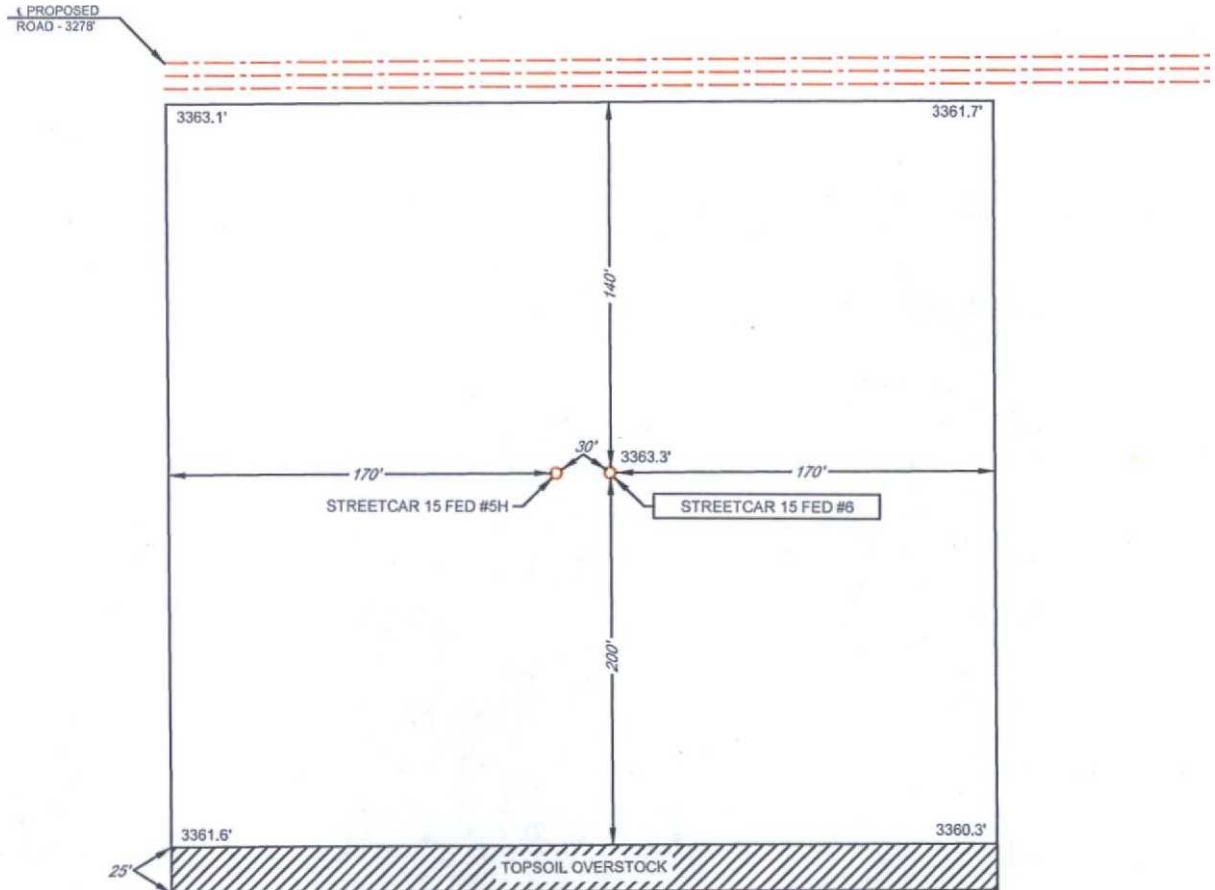 ℄ PROPOSED
ROAD - 3278'
3363.1'
3361.7'
140'
30'
3363.3'
170'
170'
STREETCAR 15 FED #5H
STREETCAR 15 FED #6
200'
3361.6'
3360.3'
25'
TOPSOIL OVERSTOCK